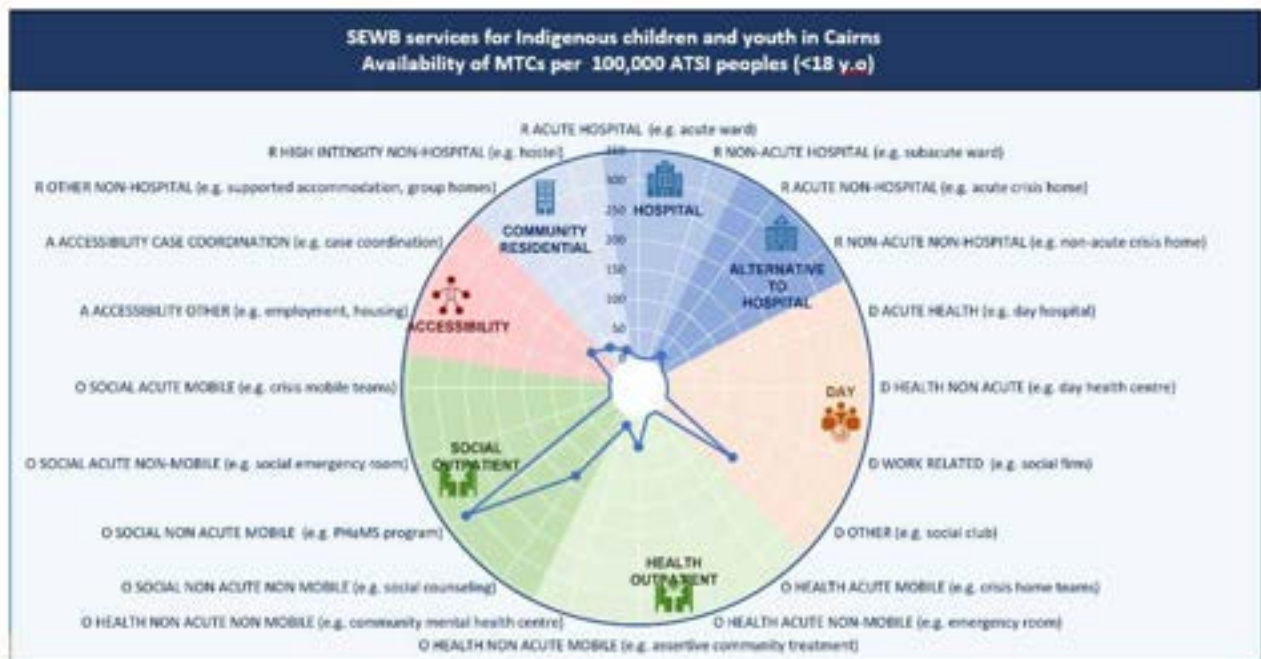 SEWB services for Indigenous children and youth in Cairns
Availability of MTCs per 100,000 ATSI peoples (<18 y.o)
R ACUTE HOSPITAL (e.g. acute ward)
R HIGH INTENSITY NON-HOSPITAL (e.g. hostel)
R NON-ACUTE HOSPITAL (e.g. subacute ward)
R OTHER NON-HOSPITAL (e.g. supported accommodation, group homes)
R ACUTE NON-HOSPITAL (e.g. acute crisis home)
A ACCESSIBILITY CASE COORDINATION (e.g. case coordination)
R NON-ACUTE NON-HOSPITAL (e.g. non-acute crisis home)
A ACCESSIBILITY OTHER (e.g. employment, housing)
D ACUTE HEALTH (e.g. day hospital)
O SOCIAL ACUTE MOBILE (e.g. crisis mobile teams)
D HEALTH NON ACUTE (e.g. day health centre)
O SOCIAL ACUTE NON-MOBILE (e.g. social emergency room)
D WORK RELATED (e.g. social firm)
O SOCIAL NON ACUTE MOBILE (e.g. PHaMS program)
D OTHER (e.g. social club)
O SOCIAL NON ACUTE NON MOBILE (e.g. social counseling)
O HEALTH ACUTE MOBILE (e.g. crisis home teams)
O HEALTH NON ACUTE NON MOBILE (e.g. community mental health centre)
O HEALTH ACUTE NON-MOBILE (e.g. emergency room)
O HEALTH NON ACUTE MOBILE (e.g. assertive community treatment)
300
250
200
150
100
50
0
HOSPITAL
COMMUNITY
RESIDENTIAL
ALTERNATIVE
TO
HOSPITAL
ACCESSIBILITY
DAY
SOCIAL
OUTPATIENT
HEALTH
OUTPATIENT